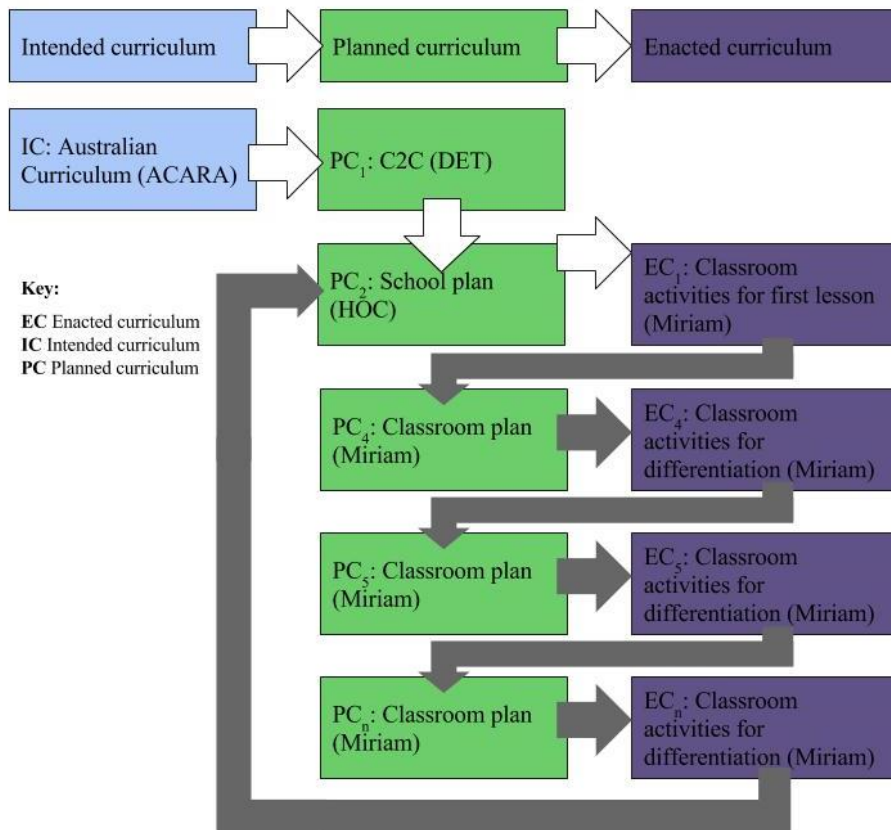 Intended curriculum
Planned curriculum
Enacted curriculum
IC: Australian
Curriculum (ACARA)
PC₁: C2C (DET)
PC₂: School plan
(HOC)
EC₁: Classroom
activities for first lesson
(Miriam)
Key:
EC Enacted curriculum
IC Intended curriculum
PC Planned curriculum
PC₄: Classroom plan
(Miriam)
EC₄: Classroom
activities for
differentiation (Miriam)
PC₅: Classroom plan
(Miriam)
EC₅: Classroom
activities for
differentiation (Miriam)
PCₙ: Classroom plan
(Miriam)
ECₙ: Classroom
activities for
differentiation (Miriam)